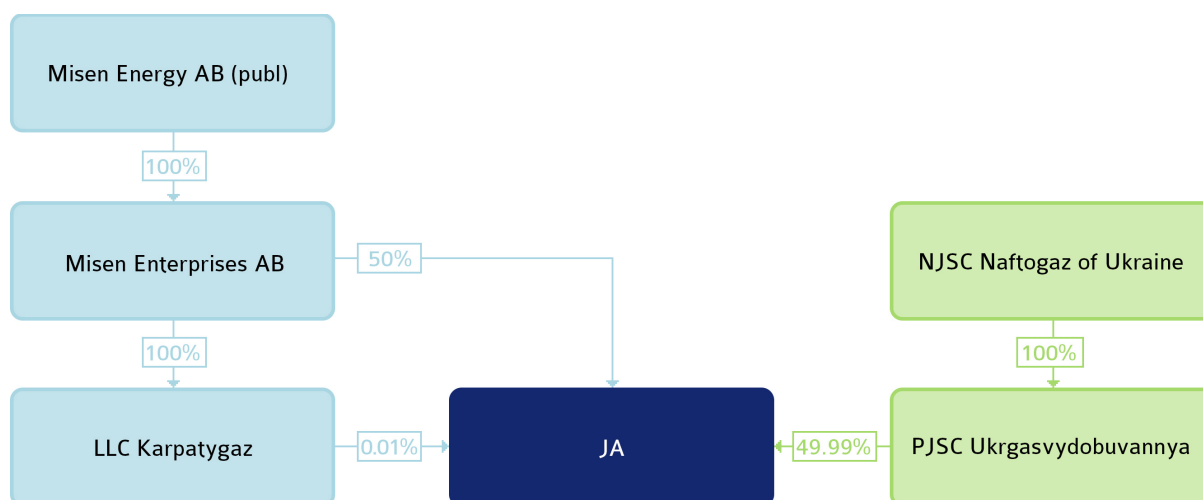 Misen Energy AB (publ)
100%
Misen Enterprises AB
50%
NJSC Naftogaz of Ukraine
100%
100%
LLC Karpatygaz
0.01%
JA
49.99%
PJSC Ukrgasvydobuvannya